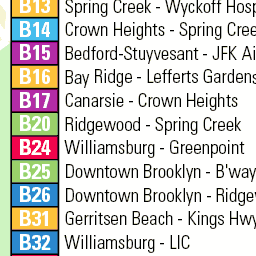 B13 Spring Creek - Wyckoff Hosp
B14 Crown Heights - Spring Cree
B15 Bedford-Stuyvesant - JFK Ai
B16 Bay Ridge - Lefferts Gardens
B17 Canarsie - Crown Heights
B20 Ridgewood - Spring Creek
B24 Williamsburg - Greenpoint
B25 Downtown Brooklyn - B'way
B26 Downtown Brooklyn - Ridgew
B31 Gerritsen Beach - Kings Hwy
B32 Williamsburg - LIC